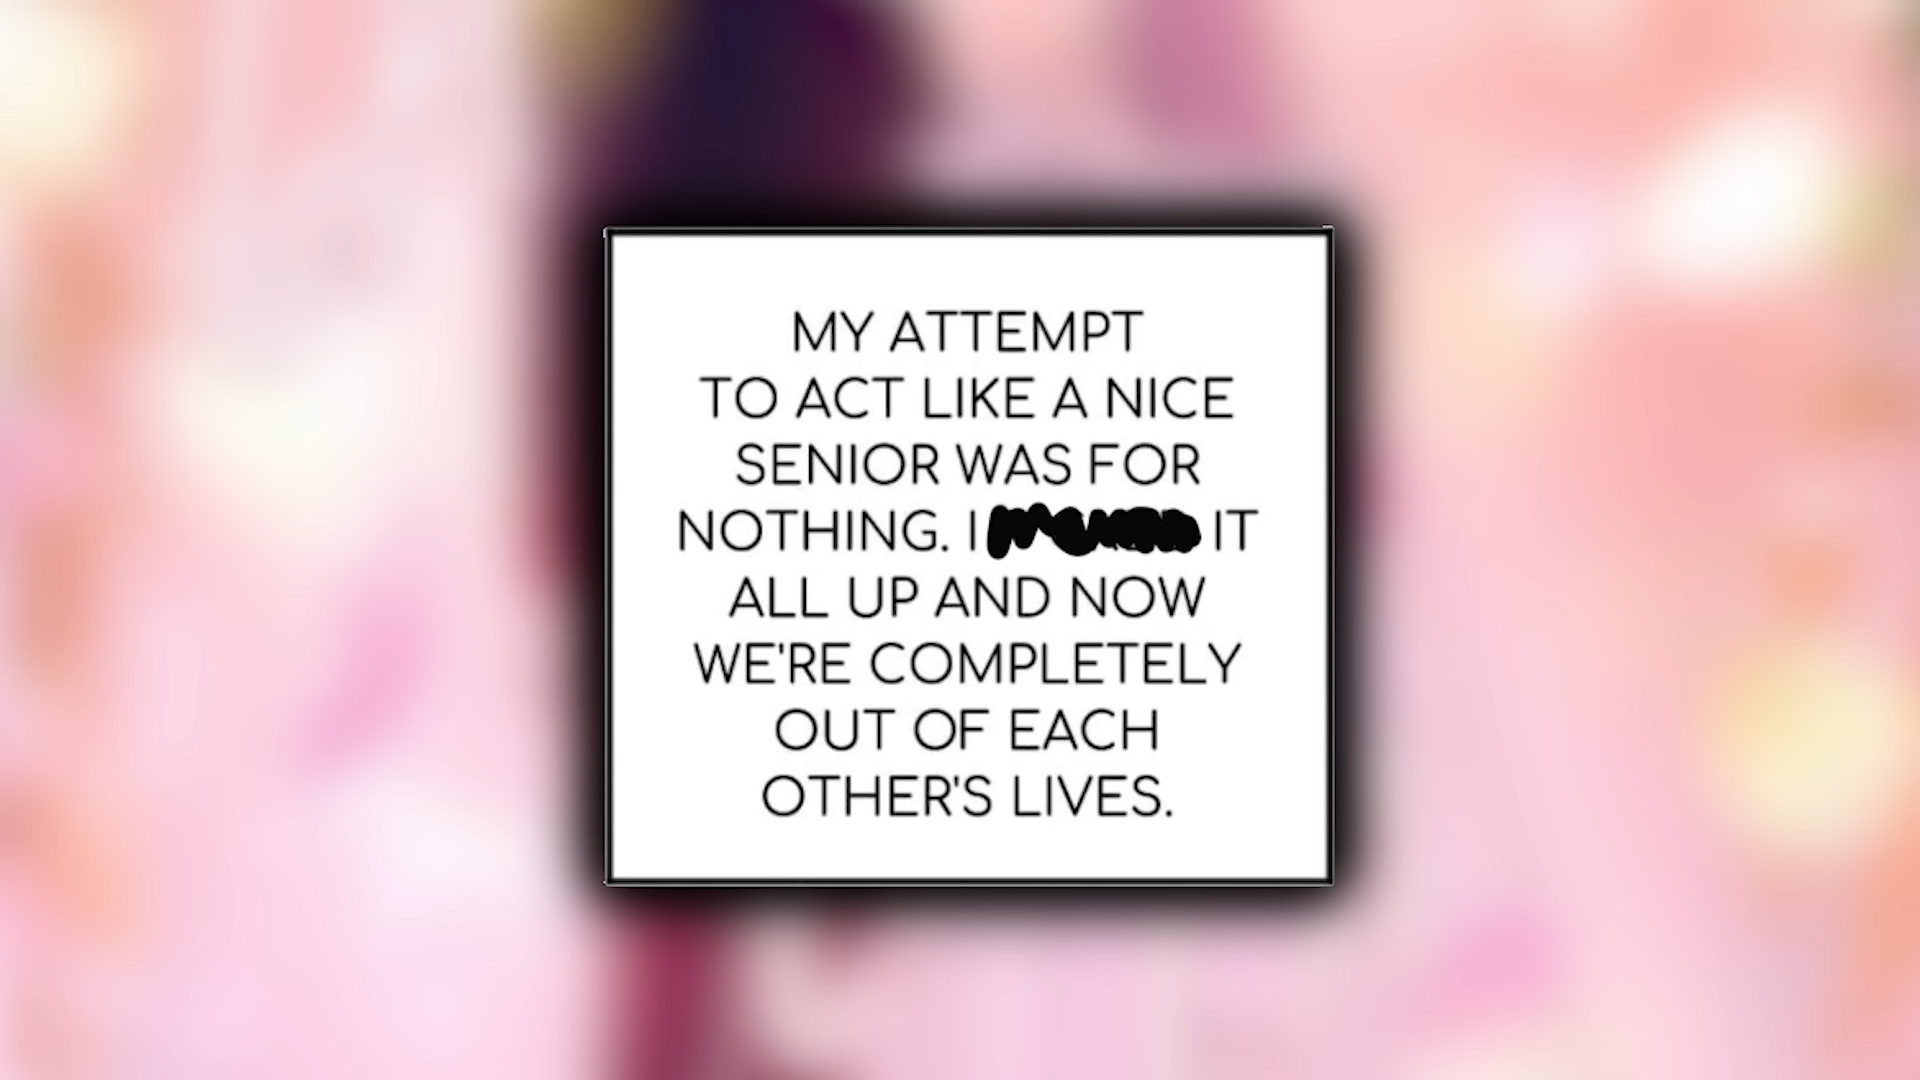 MY ATTEMPT
TO ACT LIKE A NICE
SENIOR WAS FOR
NOTHING. I IT
ALL UP AND NOW
WE'RE COMPLETELY
OUT OF EACH
OTHER'S LIVES.